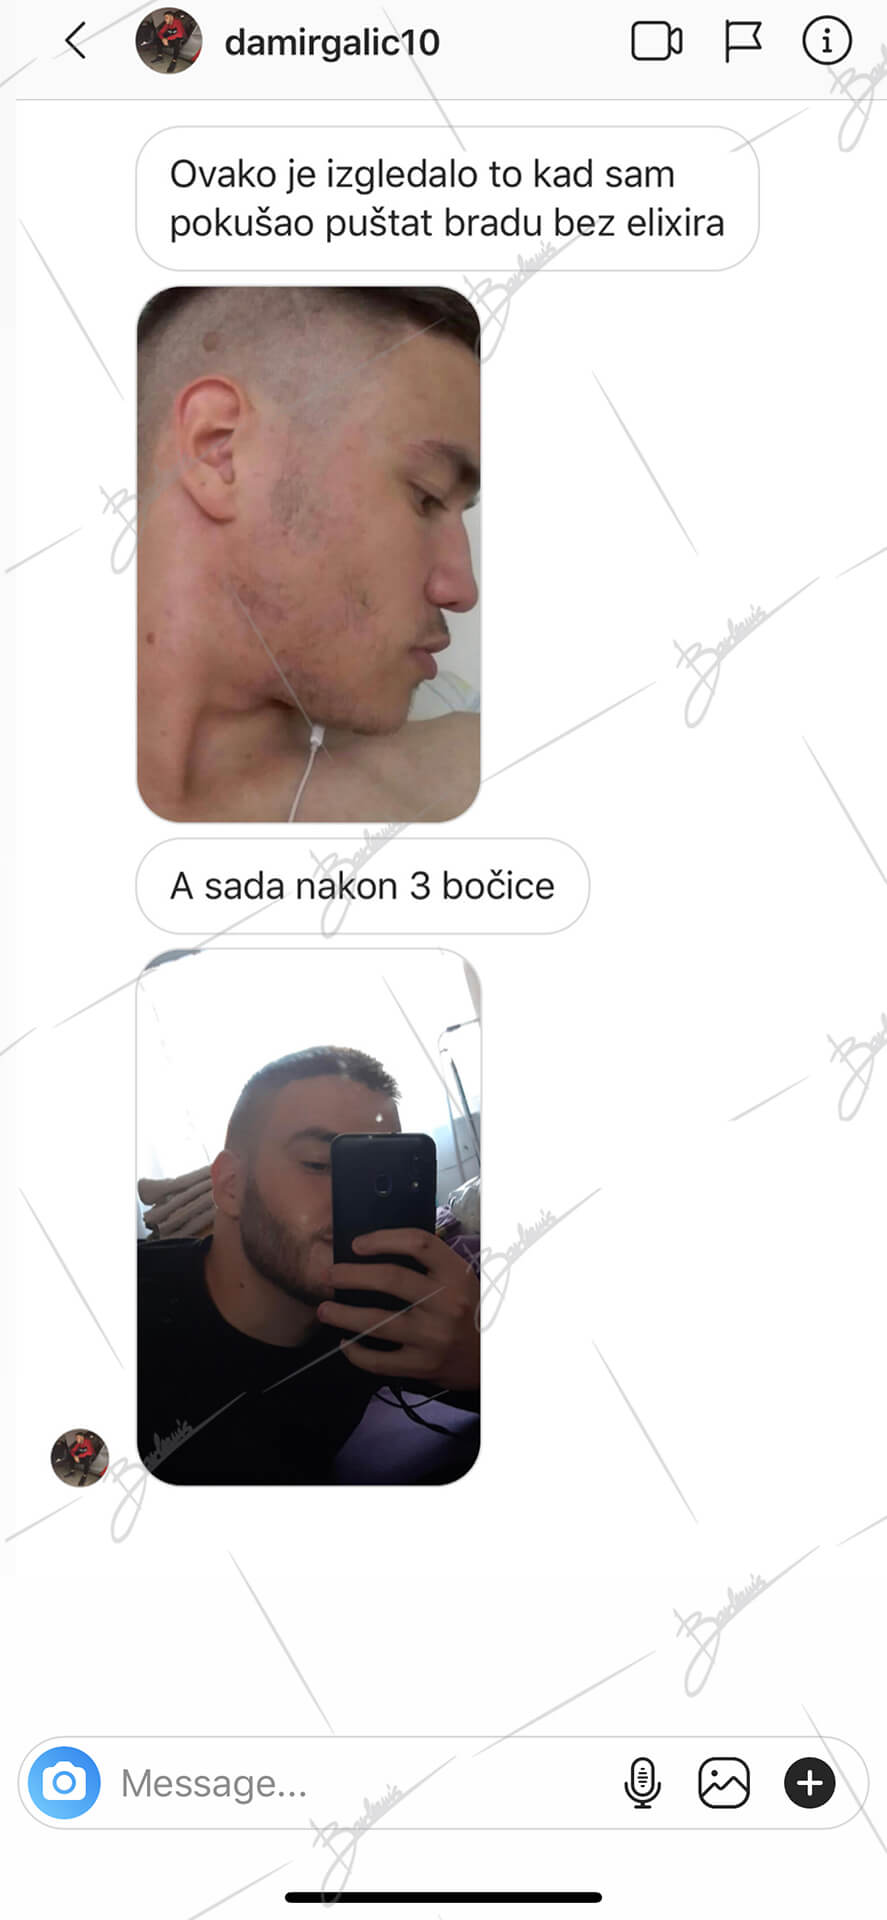 damirgalic10
Ovako je izgledalo to kad sam
pokušao puštat bradu bez elixira
A sada nakon 3 bočice
Message...